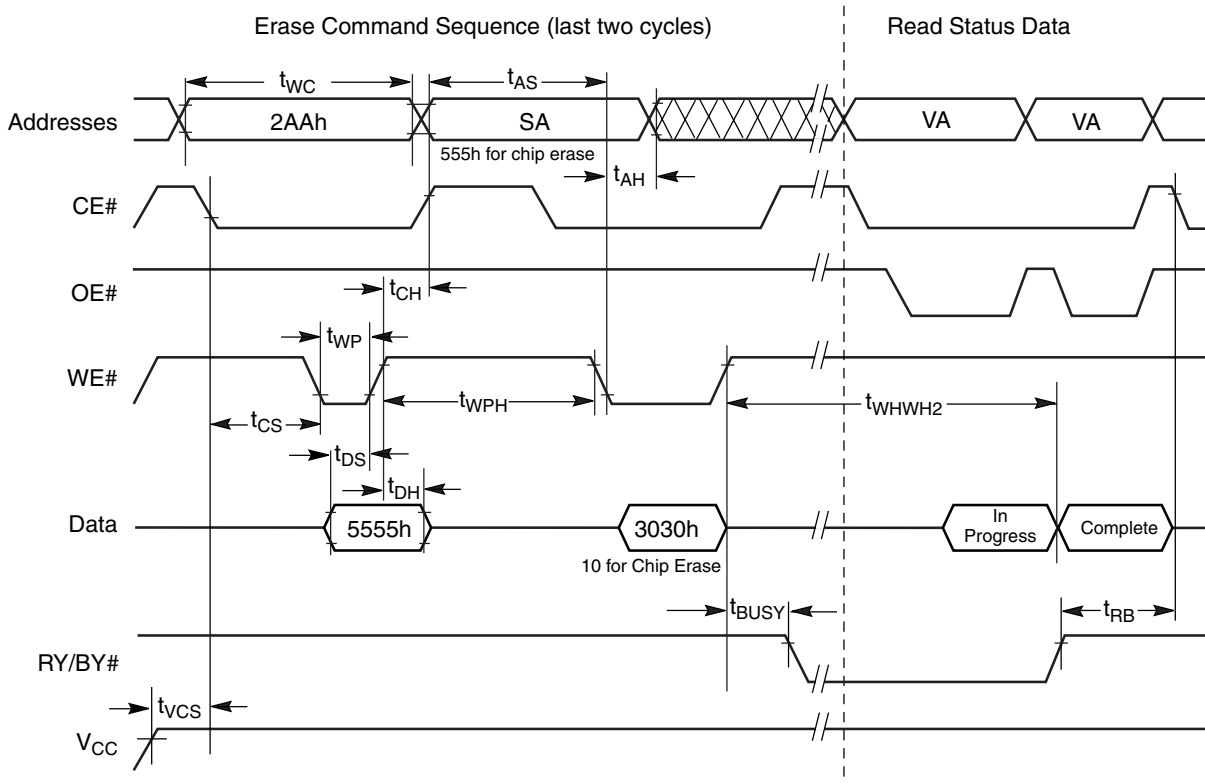 Erase Command Sequence (last two cycles)
Read Status Data
tWC
tAS
Addresses
2AAh
SA
VA
VA
555h for chip erase
tAH
CE#
OE#
tCH
tWP
WE#
tWPH
tWHWH2
tCS
tDS
tDH
Data
5555h
3030h
In
Progress
Complete
10 for Chip Erase
tBUSY
tRB
RY/BY#
tVCS
VCC